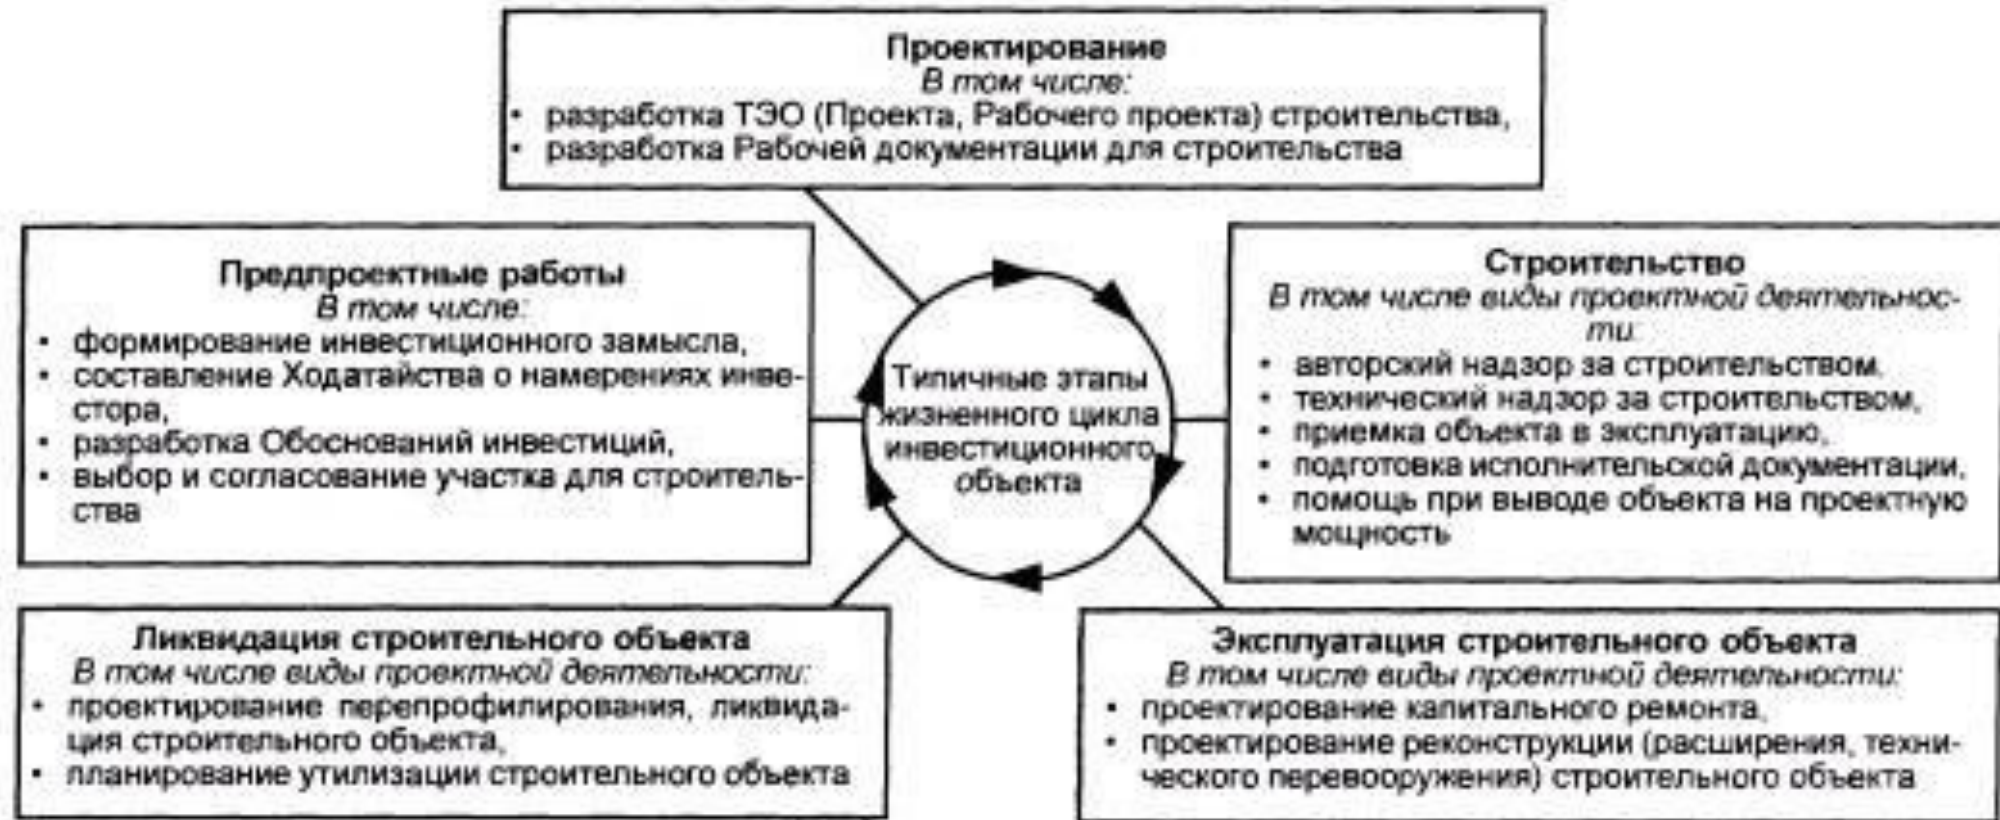 Проектирование
В том числе:
• разработка ТЭО (Проекта, Рабочего проекта) строительства,
• разработка Рабочей документации для строительства
Предпроектные работы
В том числе:
• формирование инвестиционного замысла,
• составление Ходатайства о намерениях инве-
стора,
• разработка Обоснований инвестиций,
• выбор и согласование участка для строитель-
ства
Типичные этапы
жизненного цикла
инвестиционного
объекта
Строительство
В том числе виды проектной деятельнос-
ти:
• авторский надзор за строительством,
• технический надзор за строительством,
• приемка объекта в эксплуатацию,
• подготовка исполнительской документации,
• помощь при выводе объекта на проектную
мощность
Ликвидация строительного объекта
В том числе виды проектной деятельности:
• проектирование перепрофилирования, ликвида-
ция строительного объекта,
• планирование утилизации строительного объекта
Эксплуатация строительного объекта
В том числе виды проектной деятельности:
• проектирование капитального ремонта,
• проектирование реконструкции (расширения, техни-
ческого перевооружения) строительного объекта